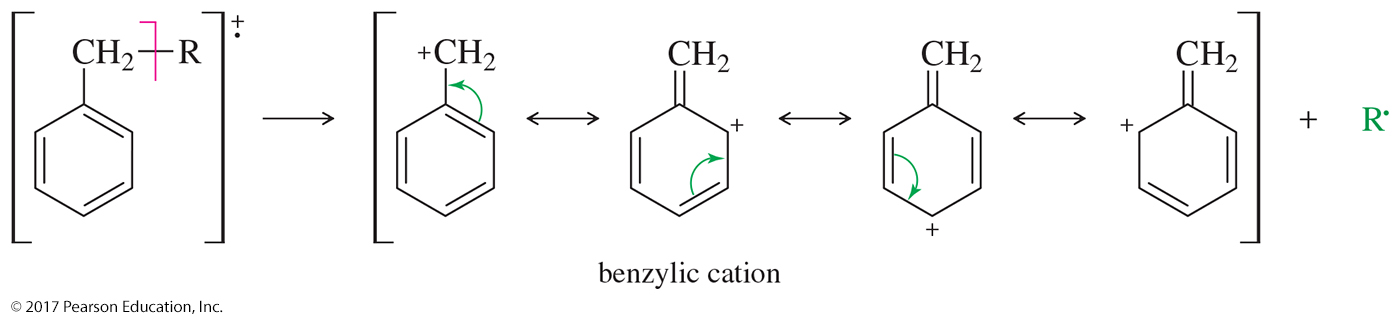 CH₂ R +• +CH₂ CH₂ CH₂ CH₂
+ + + R•
+
benzylic cation
© 2017 Pearson Education, Inc.